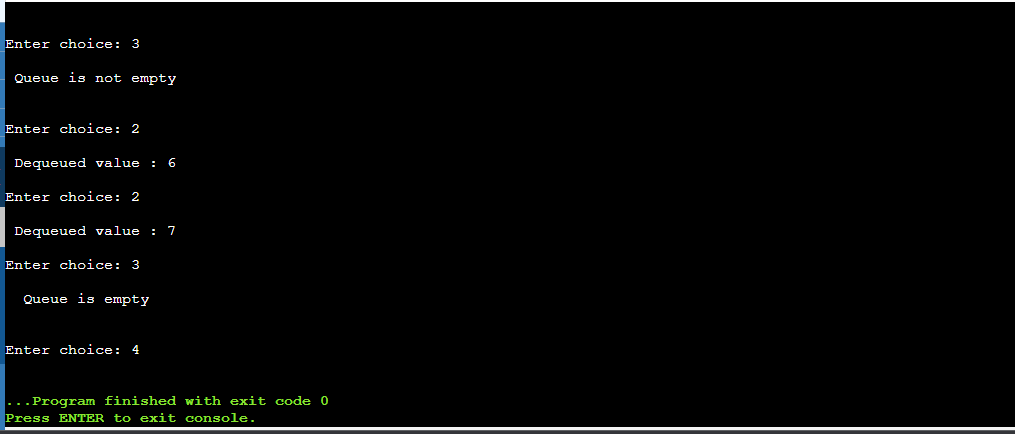 Enter choice: 3
Queue is not empty
Enter choice: 2
Dequeued value : 6
Enter choice: 2
Dequeued value : 7
Enter choice: 3
Queue is empty
Enter choice: 4
...Program finished with exit code 0
Press ENTER to exit console.